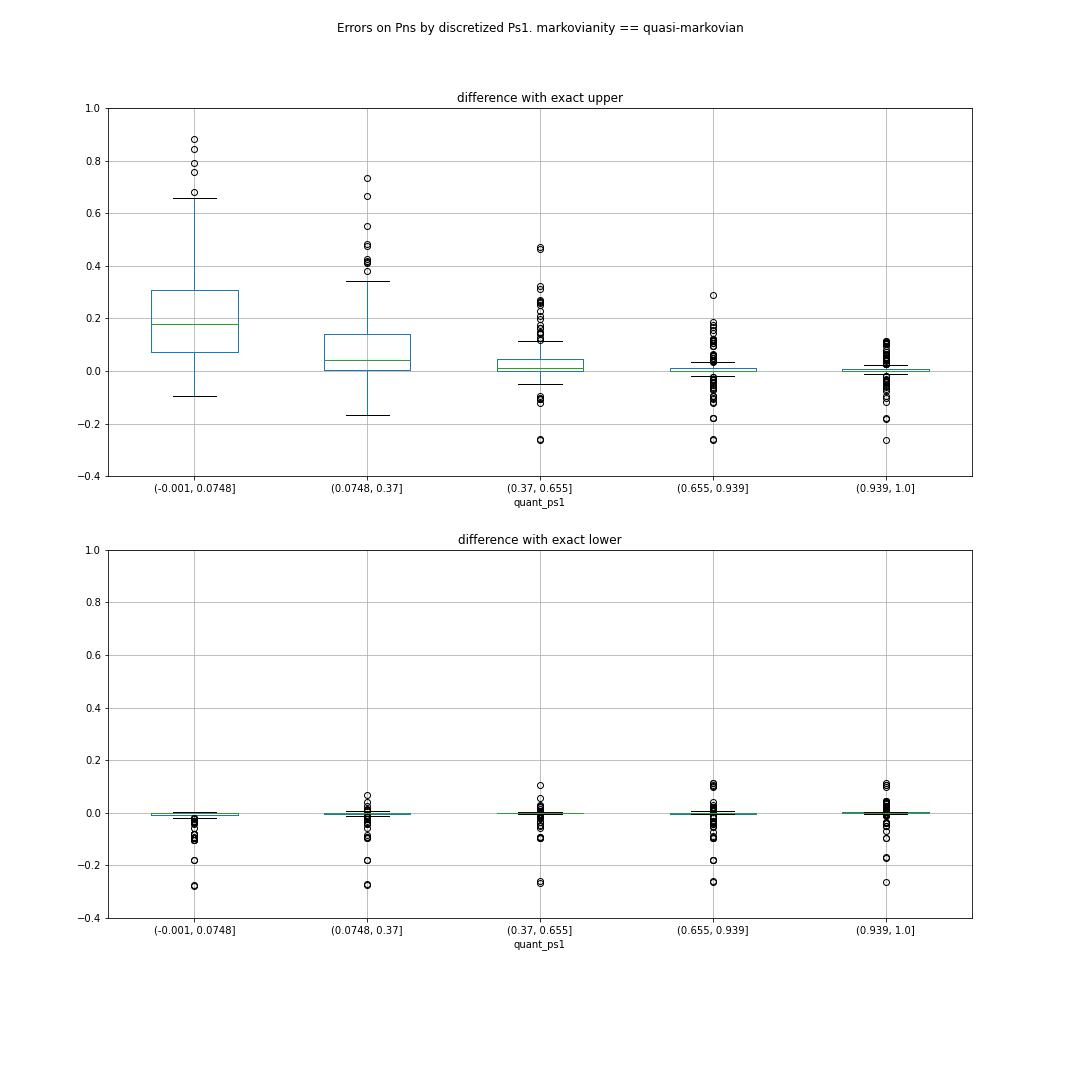 Errors on Pns by discretized Ps1. markovianity == quasi-markovian
difference with exact upper
1.0
0.8
0.6
0.4
0.2
0.0
−0.2
−0.4
(-0.001, 0.0748] (0.0748, 0.37] (0.37, 0.655] (0.655, 0.939] (0.939, 1.0]
quant_ps1
difference with exact lower
1.0
0.8
0.6
0.4
0.2
0.0
−0.2
−0.4
(-0.001, 0.0748] (0.0748, 0.37] (0.37, 0.655] (0.655, 0.939] (0.939, 1.0]
quant_ps1